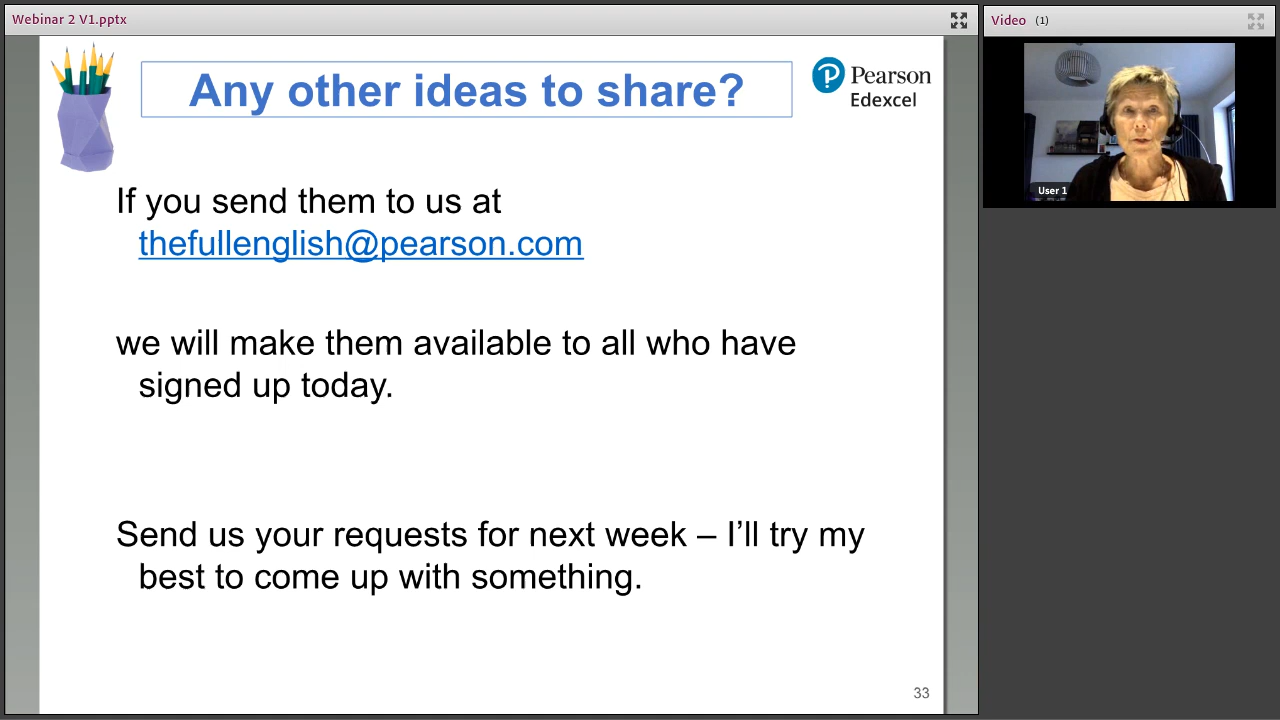 Webinar 2 V1.pptx
Video (1)
Any other ideas to share?
Pearson
Edexcel
User 1
If you send them to us at
thefullenglish@pearson.com
we will make them available to all who have
signed up today.
Send us your requests for next week – I’ll try my
best to come up with something.
33